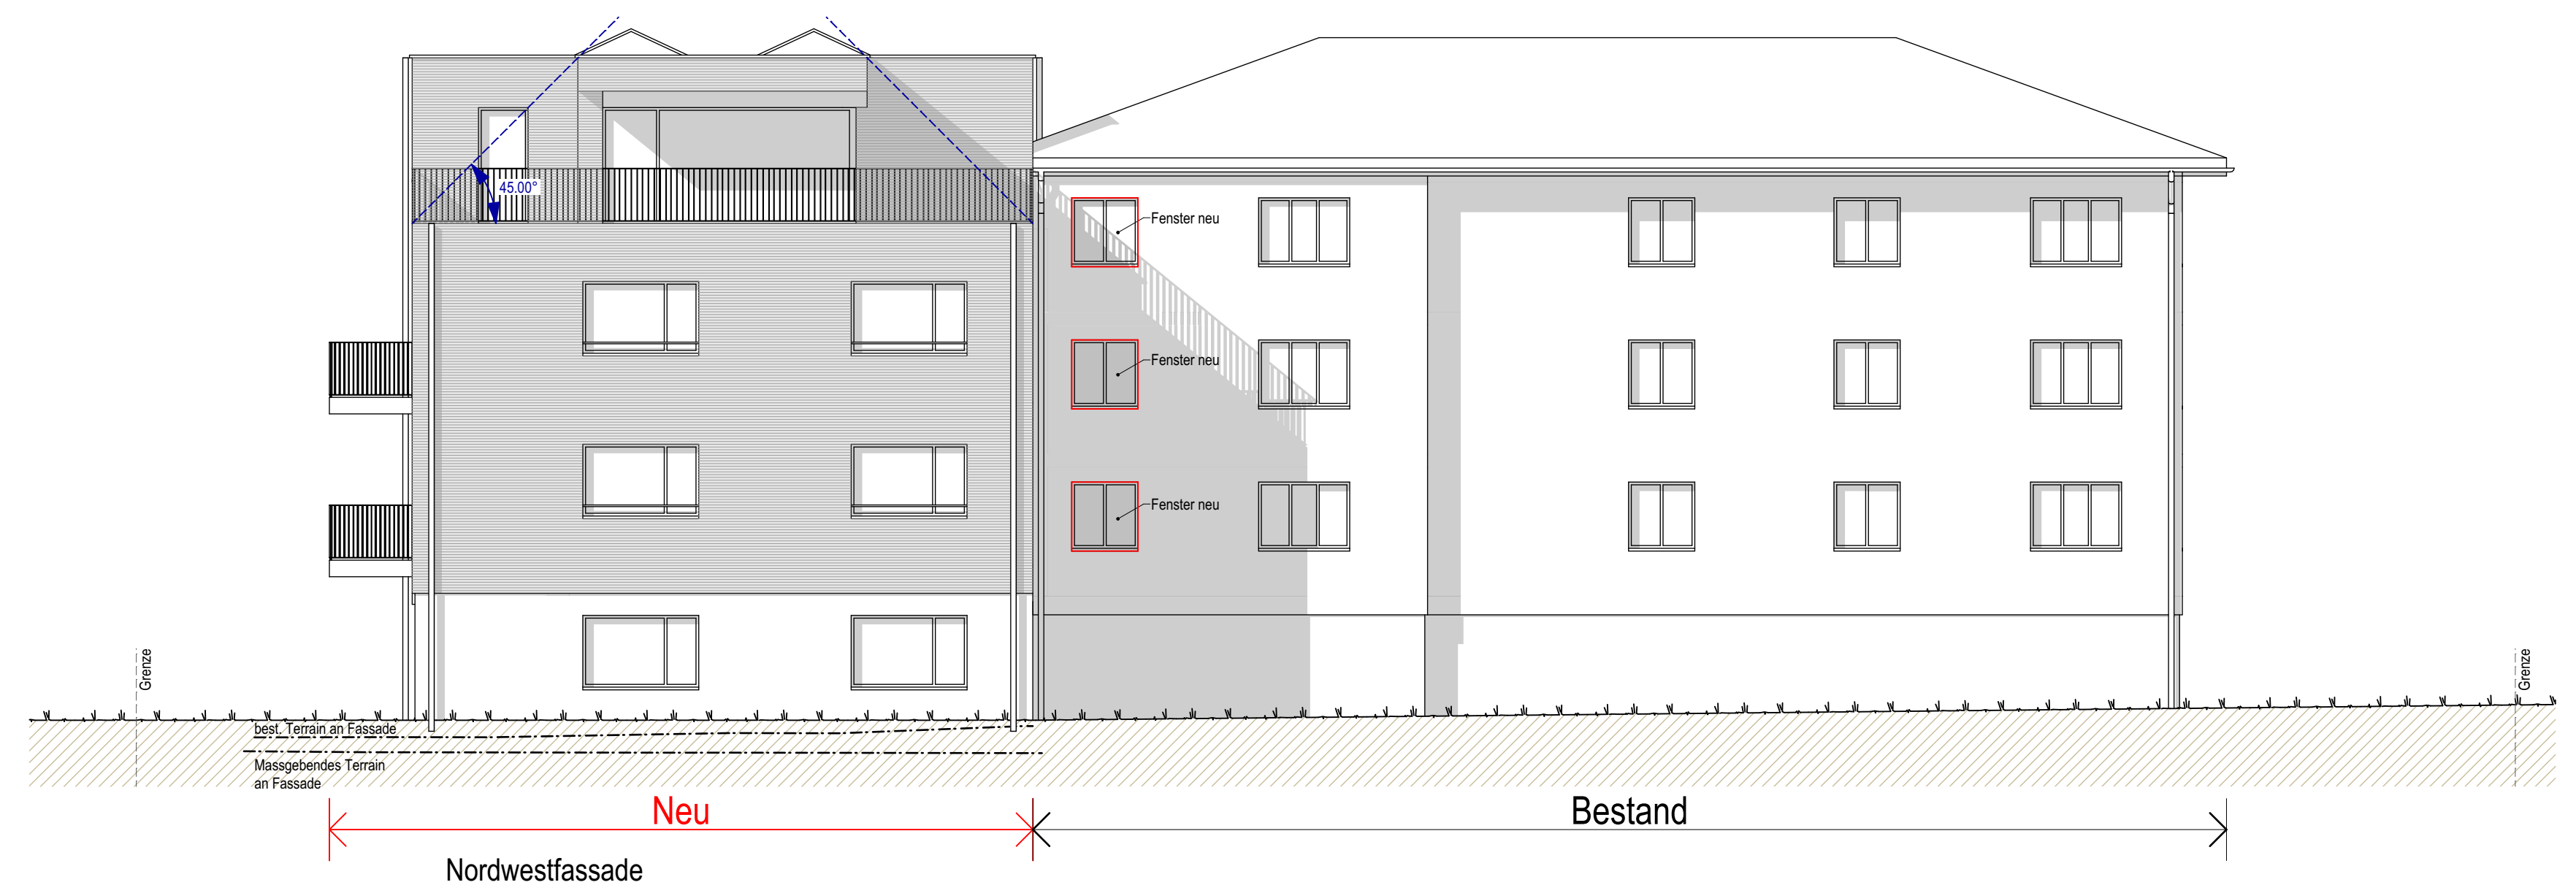 45.00°
Fenster neu
Fenster neu
Fenster neu
Grenze
Grenze
best. Terrain an Fassade
Massgebendes Terrain
an Fassade
Neu
Bestand
Nordwestfassade